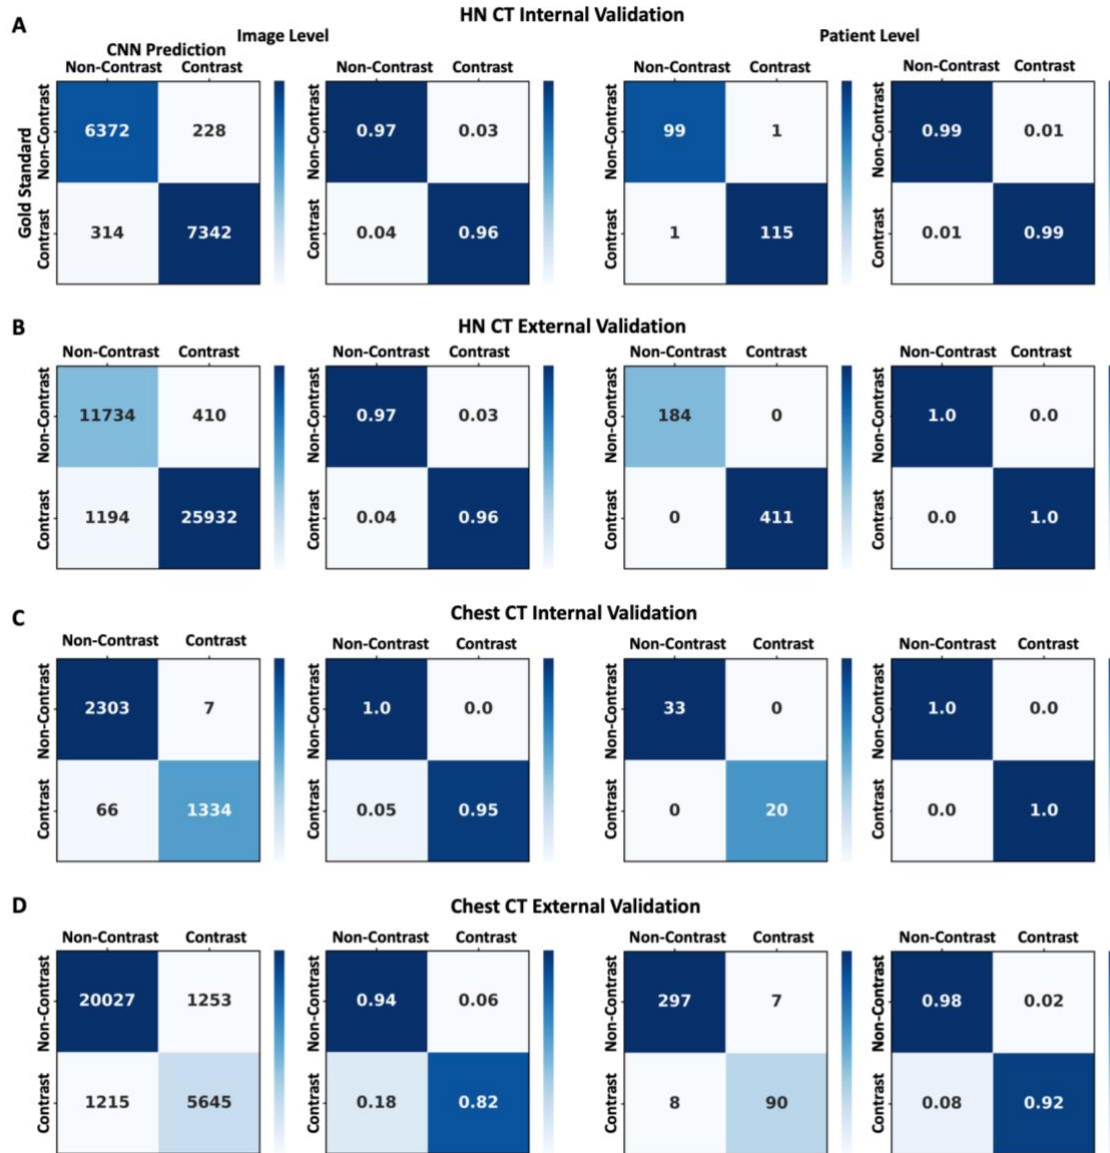 A
HN CT Internal Validation
Image Level
Patient Level
CNN Prediction
Non-Contrast Contrast
Non-Contrast Contrast
Non-Contrast Contrast
Non-Contrast Contrast
Gold Standard
Non-Contrast
6372 228
Non-Contrast
0.97 0.03
Non-Contrast
99 1
Non-Contrast
0.99 0.01
Contrast
314 7342
Contrast
0.04 0.96
Contrast
1 115
Contrast
0.01 0.99
B
HN CT External Validation
Non-Contrast Contrast
Non-Contrast Contrast
Non-Contrast Contrast
Non-Contrast Contrast
Non-Contrast
11734 410
Non-Contrast
0.97 0.03
Non-Contrast
184 0
Non-Contrast
1.0 0.0
Contrast
1194 25932
Contrast
0.04 0.96
Contrast
0 411
Contrast
0.0 1.0
C
Chest CT Internal Validation
Non-Contrast Contrast
Non-Contrast Contrast
Non-Contrast Contrast
Non-Contrast Contrast
Non-Contrast
2303 7
Non-Contrast
1.0 0.0
Non-Contrast
33 0
Non-Contrast
1.0 0.0
Contrast
66 1334
Contrast
0.05 0.95
Contrast
0 20
Contrast
0.0 1.0
D
Chest CT External Validation
Non-Contrast Contrast
Non-Contrast Contrast
Non-Contrast Contrast
Non-Contrast Contrast
Non-Contrast
20027 1253
Non-Contrast
0.94 0.06
Non-Contrast
297 7
Non-Contrast
0.98 0.02
Contrast
1215 5645
Contrast
0.18 0.82
Contrast
8 90
Contrast
0.08 0.92